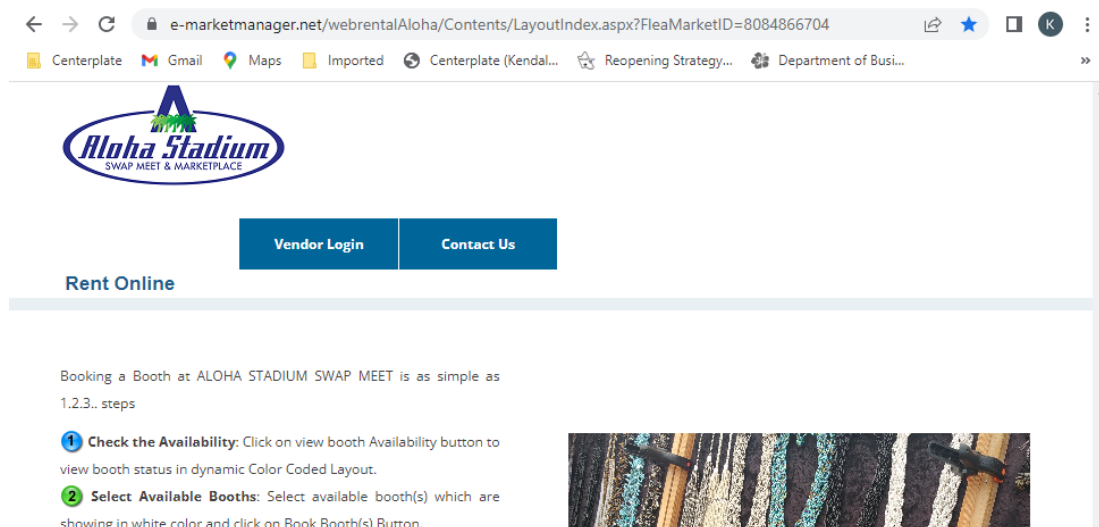 e-marketmanager.net/webrentalAloha/Contents/LayoutIndex.aspx?FleaMarketID=8084866704
K
Centerplate Gmail Maps Imported Centerplate (Kendal... Reopening Strategy... Department of Busi... »
Aloha Stadium
SWAP MEET & MARKETPLACE
Vendor Login Contact Us
Rent Online
Booking a Booth at ALOHA STADIUM SWAP MEET is as simple as
1.2.3.. steps
1 Check the Availability: Click on view booth Availability button to
view booth status in dynamic Color Coded Layout.
2 Select Available Booths: Select available booth(s) which are
showing in white color and click on Book Booth(s) Button.